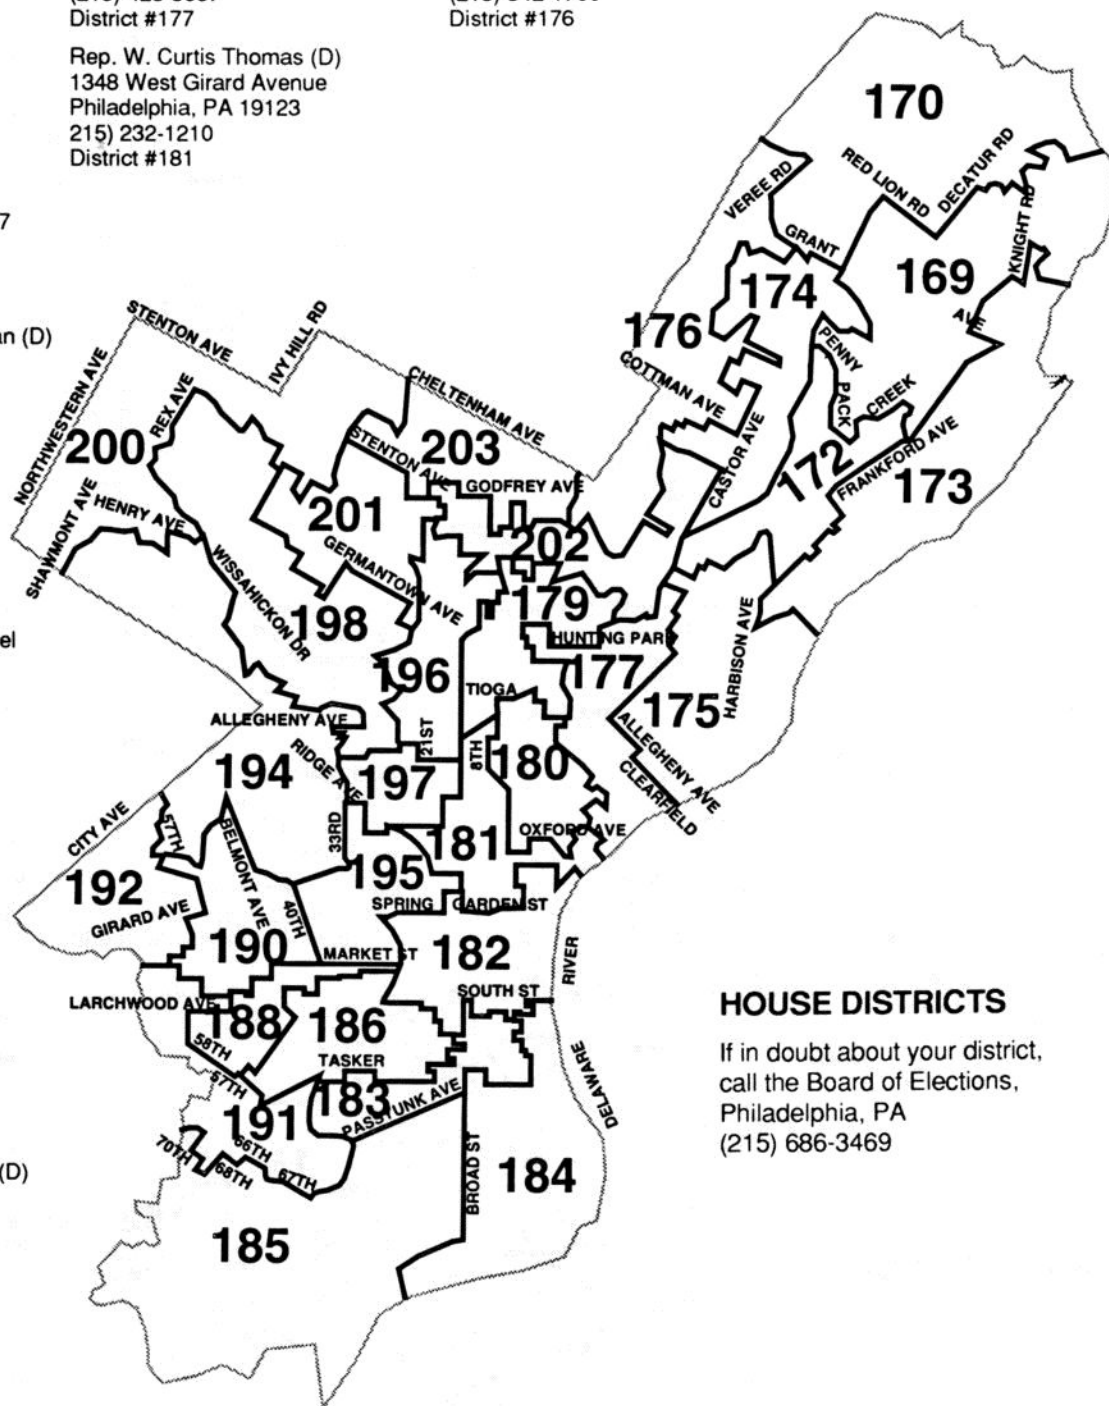 District #177
District #176
Rep. W. Curtis Thomas (D)
1348 West Girard Avenue
Philadelphia, PA 19123
215) 232-1210
District #181
7
an (D)
el
(D)
170
VEREE RD
RED LION RD
DECATUR RD
KNIGHT RD
GRANT
169
174
AVE
176
PENNY
PACK
CREEK
COTTMAN AVE
CASTOR AVE
172
FRANKFORD AVE
173
STENTON AVE
IVY HILL RD
NORTHWESTERN AVE
REX AVE
CHELTENHAM AVE
200
STENTON AVE
203
GODFREY AVE
SHAWMONT AVE
HENRY AVE
201
202
GERMANTOWN AVE
WISSAHICKON DR
198
179
HUNTING PARK
HARBISON AVE
196
177
TIOGA
175
ALLEGHENY AVE
21ST
8TH
180
ALLEGHENY AVE
CLEARFIELD
194
RIDGE AVE
197
CITY AVE
57TH
33RD
181
OXFORD AVE
BELMONT AVE
192
195
GIRARD AVE
40TH
SPRING GARDEN ST
190
MARKET ST
182
RIVER
LARCHWOOD AVE
SOUTH ST
188
186
58TH
TASKER
DELAWARE
57TH
183
PASSYUNK AVE
191
66TH
70TH
68TH
67TH
BROAD ST
184
185
HOUSE DISTRICTS
If in doubt about your district,
call the Board of Elections,
Philadelphia, PA
(215) 686-3469